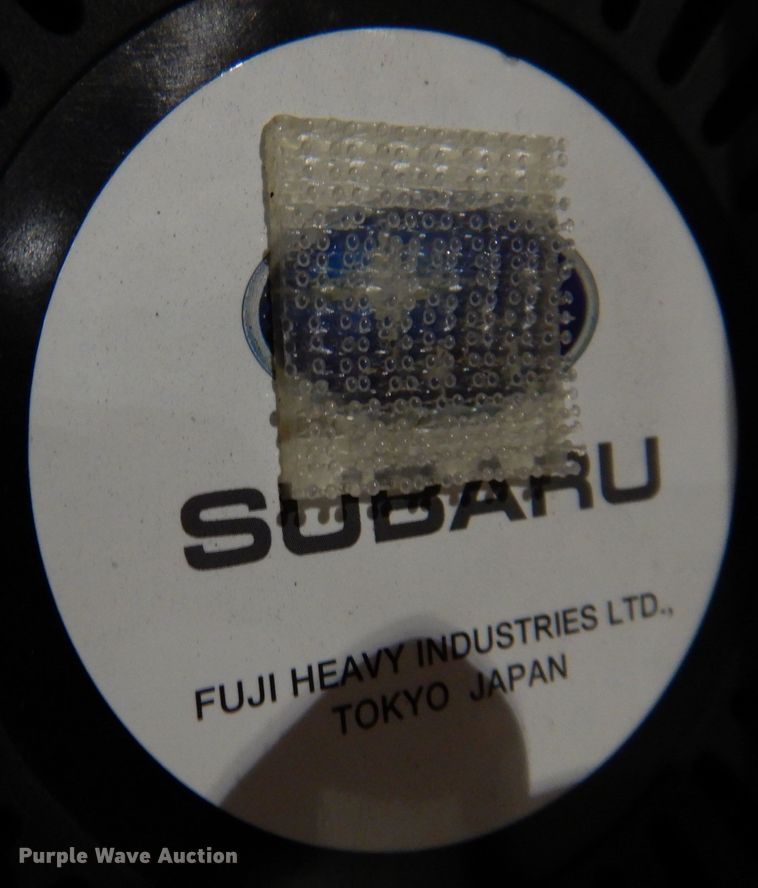 SUBARU
FUJI HEAVY INDUSTRIES LTD.,
TOKYO JAPAN
Purple Wave Auction